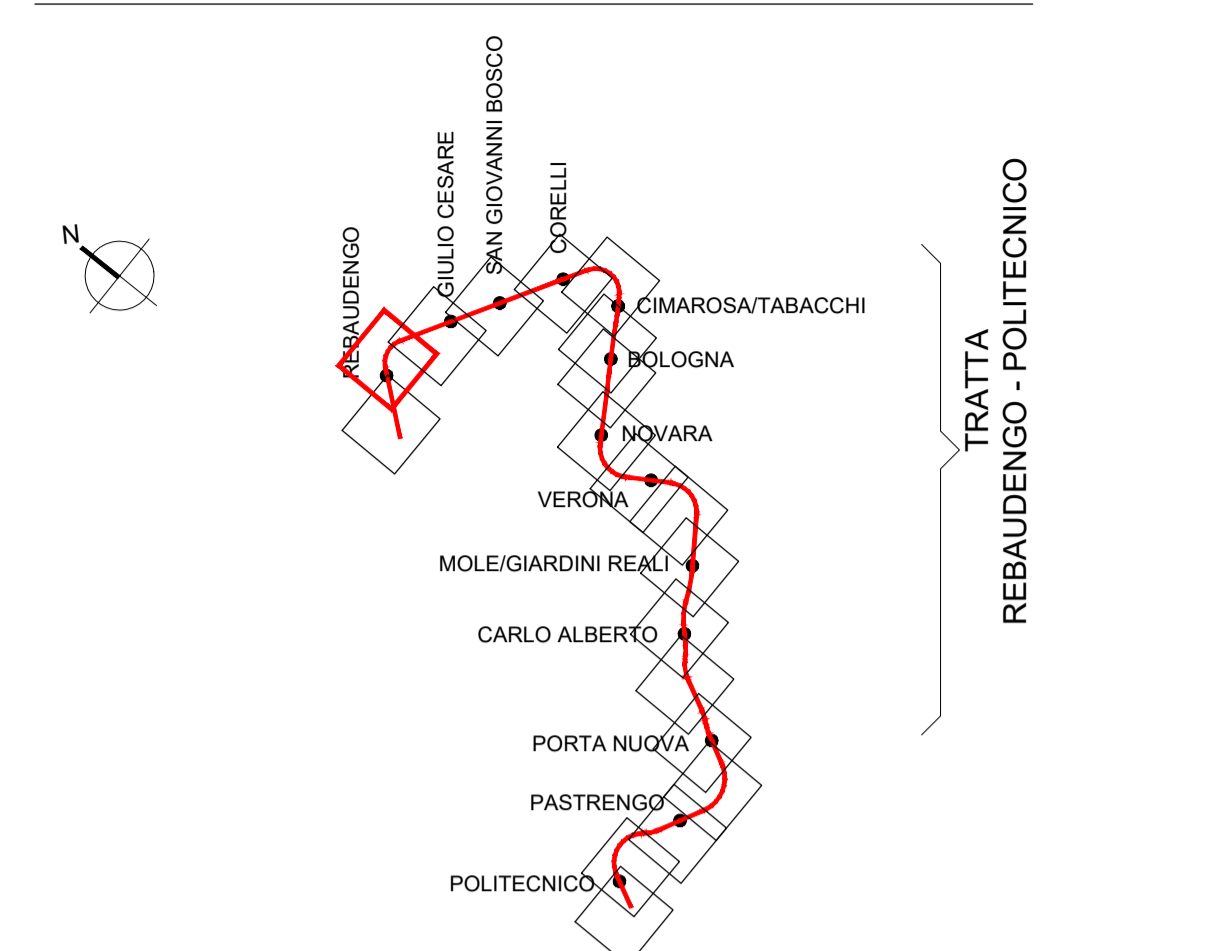 N
REBAUDENGO
GIULIO CESARE
SAN GIOVANNI BOSCO
CORELLI
CIMAROSA/TABACCHI
BOLOGNA
NOVARA
VERONA
MOLE/GIARDINI REALI
CARLO ALBERTO
PORTA NUOVA
PASTRENGO
POLITECNICO
TRATTA
REBAUDENGO - POLITECNICO